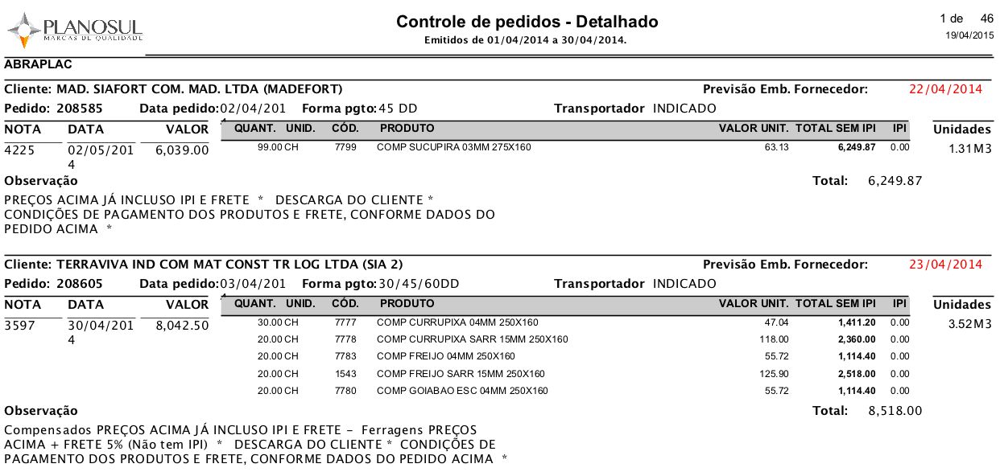 PLANOSUL
MARCAS DE QUALIDADE
Controle de pedidos - Detalhado
Emitidos de 01/04/2014 a 30/04/2014.
1 de 46
19/04/2015
ABRAPLAC
Cliente: MAD. SIAFORT COM. MAD. LTDA (MADEFORT) Previsão Emb. Fornecedor: 22/04/2014
Pedido: 208585 Data pedido: 02/04/201 Forma pgto: 45 DD Transportador INDICADO
NOTA DATA VALOR QUANT. UNID. CÓD. PRODUTO VALOR UNIT. TOTAL SEM IPI IPI Unidades
4225 02/05/201 6,039.00 99.00 CH 7799 COMP SUCUPIRA 03MM 275X160 63.13 6,249.87 0.00 1.31 M3
4
Observação Total: 6,249.87
PREÇOS ACIMA JÁ INCLUSO IPI E FRETE * DESCARGA DO CLIENTE *
CONDIÇÕES DE PAGAMENTO DOS PRODUTOS E FRETE, CONFORME DADOS DO
PEDIDO ACIMA *
Cliente: TERRAVIVA IND COM MAT CONST TR LOG LTDA (SIA 2) Previsão Emb. Fornecedor: 23/04/2014
Pedido: 208605 Data pedido: 03/04/201 Forma pgto: 30/45/60DD Transportador INDICADO
NOTA DATA VALOR QUANT. UNID. CÓD. PRODUTO VALOR UNIT. TOTAL SEM IPI IPI Unidades
3597 30/04/201 8,042.50 30.00 CH 7777 COMP CURRUPIXA 04MM 250X160 47.04 1,411.20 0.00 3.52 M3
4 20.00 CH 7778 COMP CURRUPIXA SARR 15MM 250X160 118.00 2,360.00 0.00
20.00 CH 7783 COMP FREIJO 04MM 250X160 55.72 1,114.40 0.00
20.00 CH 1543 COMP FREIJO SARR 15MM 250X160 125.90 2,518.00 0.00
20.00 CH 7780 COMP GOIABAO ESC 04MM 250X160 55.72 1,114.40 0.00
Observação Total: 8,518.00
Compensados PREÇOS ACIMA JÁ INCLUSO IPI E FRETE - Ferragens PREÇOS
ACIMA + FRETE 5% (Não tem IPI) * DESCARGA DO CLIENTE * CONDIÇÕES DE
PAGAMENTO DOS PRODUTOS E FRETE, CONFORME DADOS DO PEDIDO ACIMA *